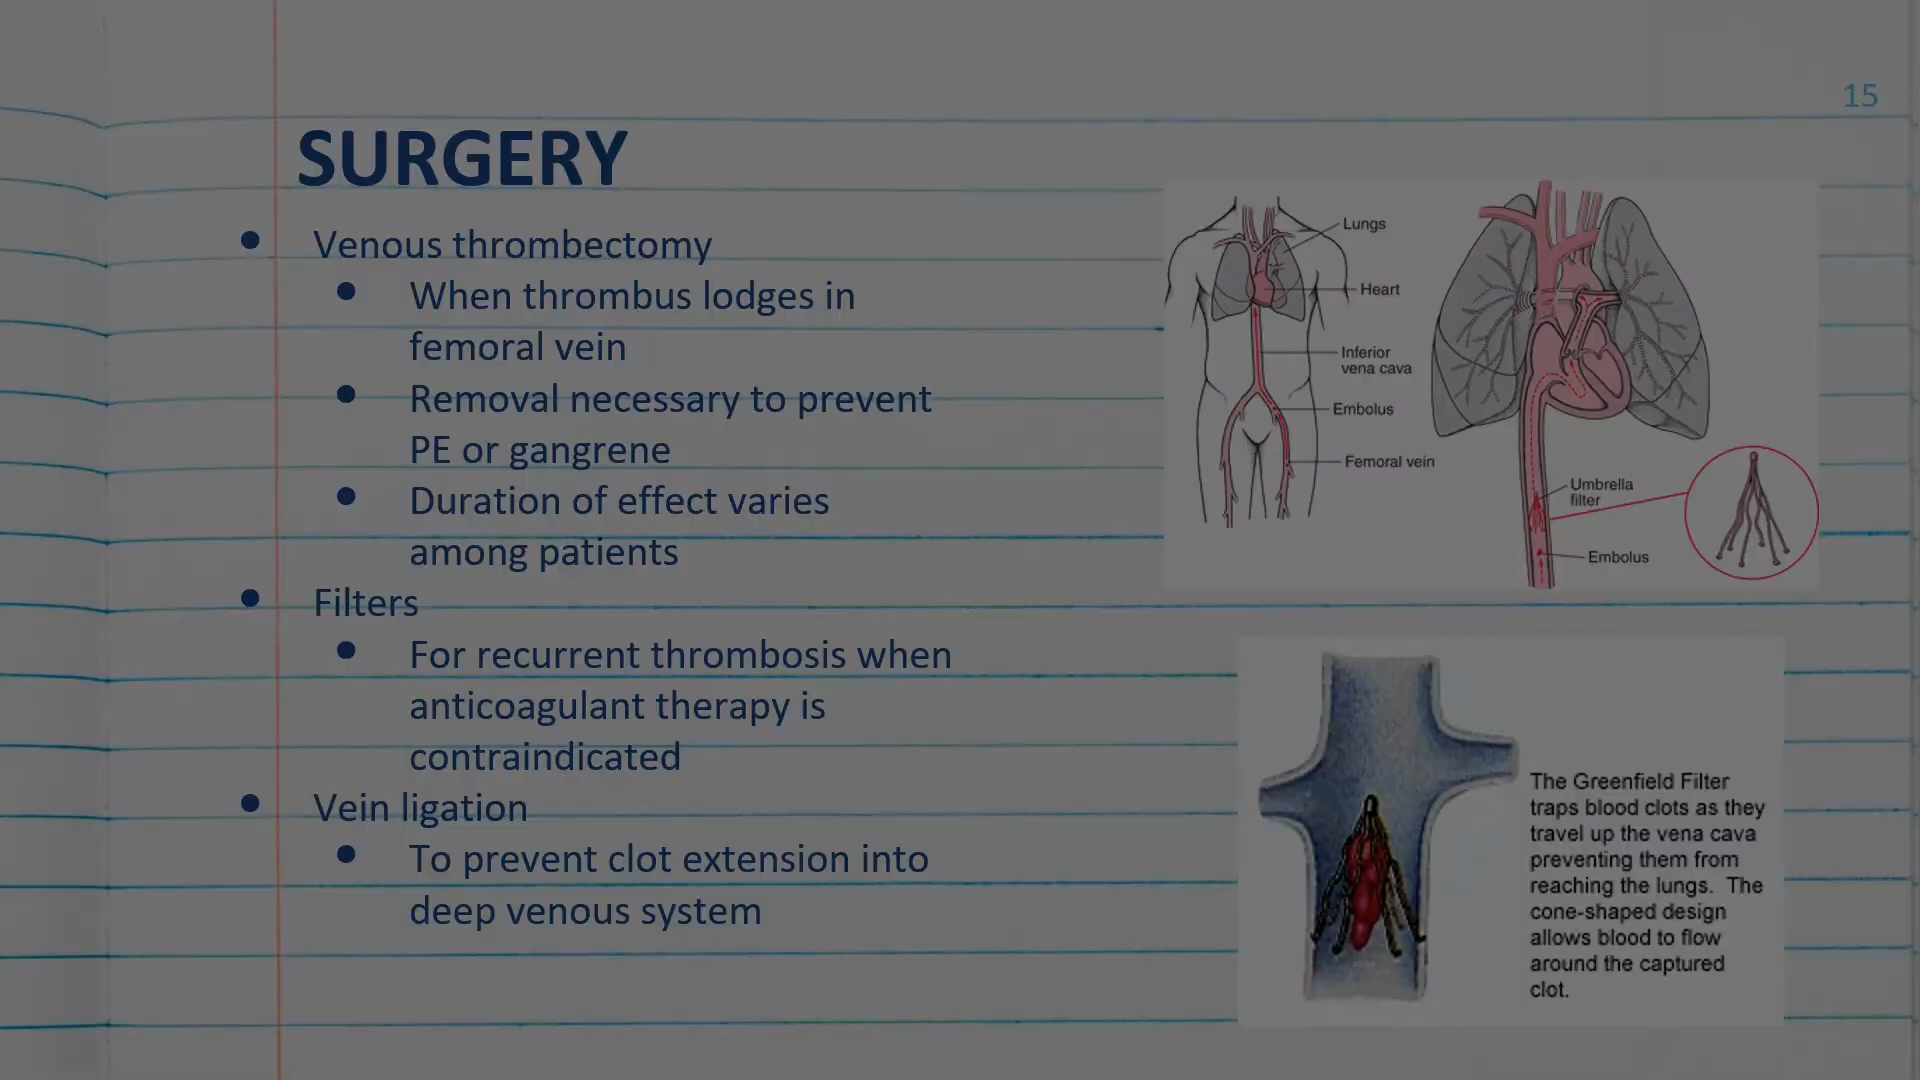 15
SURGERY
• Venous thrombectomy
• When thrombus lodges in
femoral vein
• Removal necessary to prevent
PE or gangrene
• Duration of effect varies
among patients
• Filters
• For recurrent thrombosis when
anticoagulant therapy is
contraindicated
• Vein ligation
• To prevent clot extension into
deep venous system
Lungs
Heart
Inferior
vena cava
Embolus
Femoral vein
Umbrella
filter
Embolus
The Greenfield Filter
traps blood clots as they
travel up the vena cava
preventing them from
reaching the lungs. The
cone-shaped design
allows blood to flow
around the captured
clot.